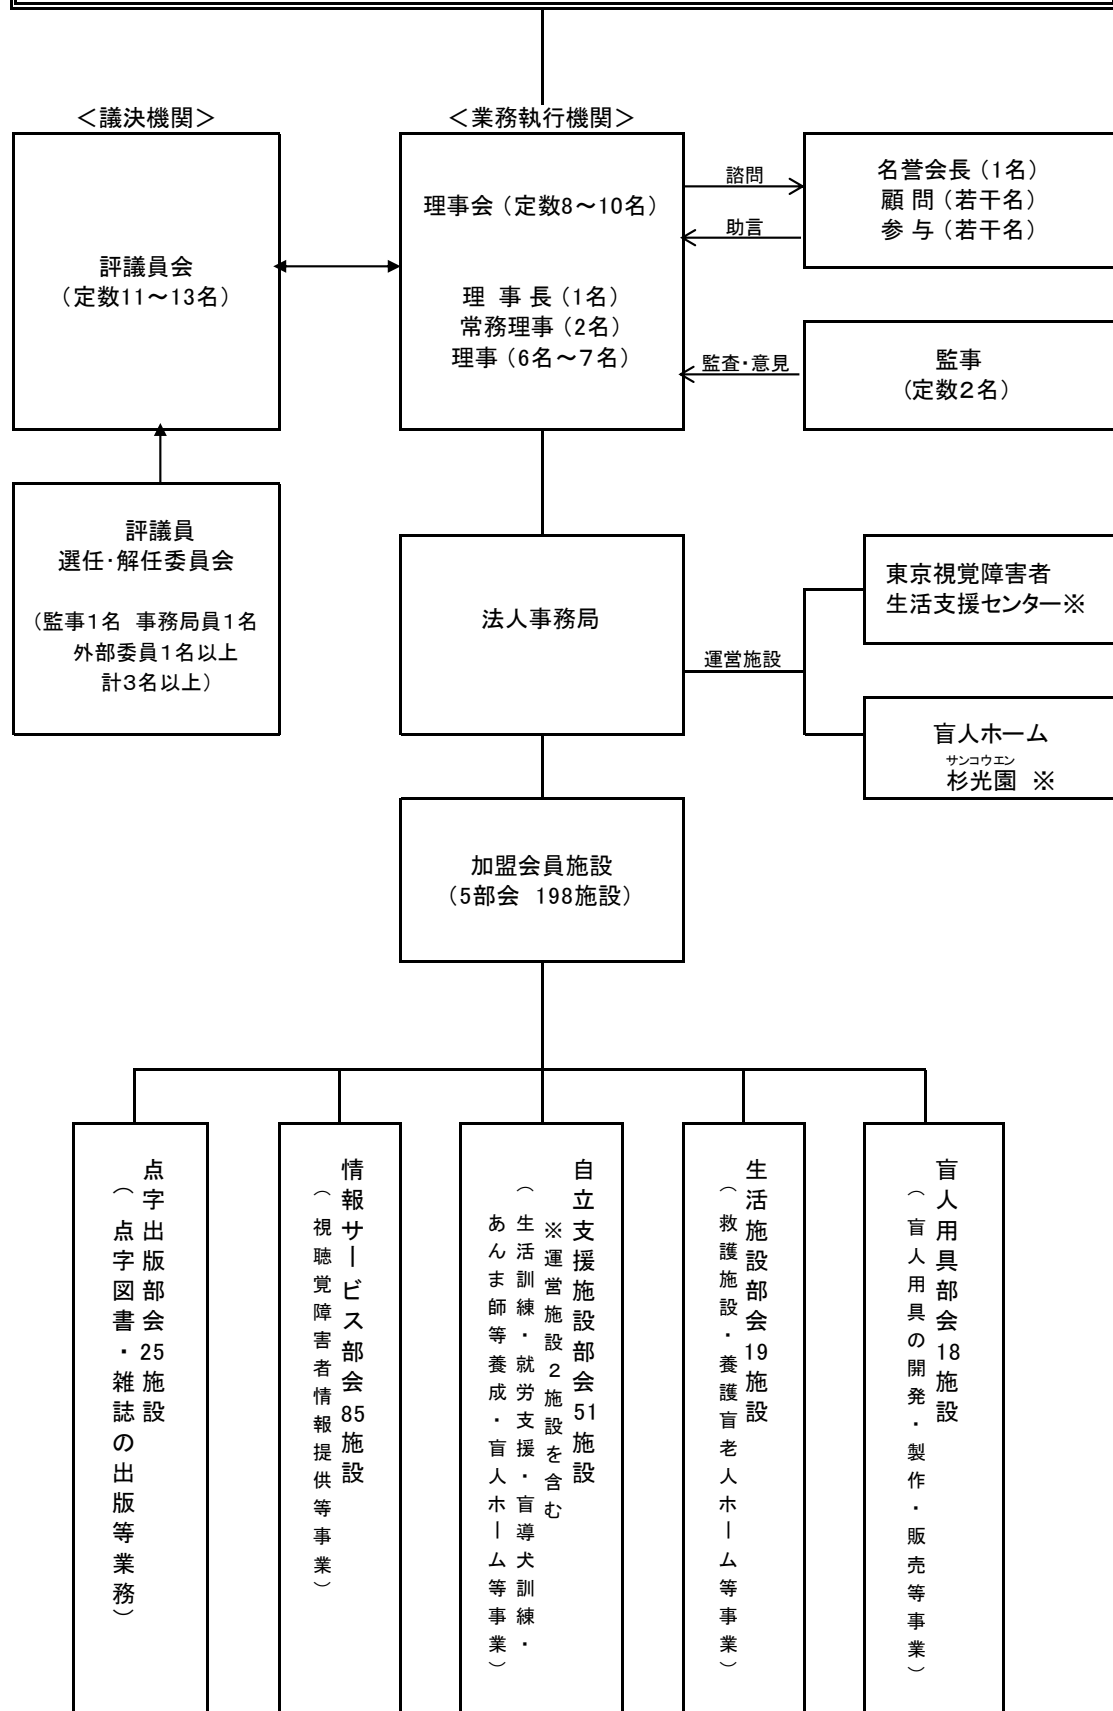 ＜議決機関＞
評議員会
（定数11～13名）
＜業務執行機関＞
理事会（定数8～10名）
理 事 長（1名）
常務理事（2名）
理事（6名～7名）
諮問
助言
名誉会長（1名）
顧 問（若干名）
参 与（若干名）
監査・意見
監事
（定数２名）
評議員
選任・解任委員会
（監事１名 事務局員１名
外部委員１名以上
計３名以上）
法人事務局
運営施設
東京視覚障害者
生活支援センター※
盲人ホーム
サンコウエン
杉光園 ※
加盟会員施設
（5部会 198施設）
点字出版部会25施設
（点字図書・雑誌の出版等業務）
情報サービス部会85施設
（視聴覚障害者情報提供等事業）
自立支援施設部会51施設
※運営施設２施設を含む
（生活訓練・就労支援・盲導犬訓練・
あんま師等養成・盲人ホーム等事業）
生活施設部会19施設
（救護施設・養護盲老人ホーム等事業）
盲人用具部会18施設
（盲人用具の開発・製作・販売等事業）